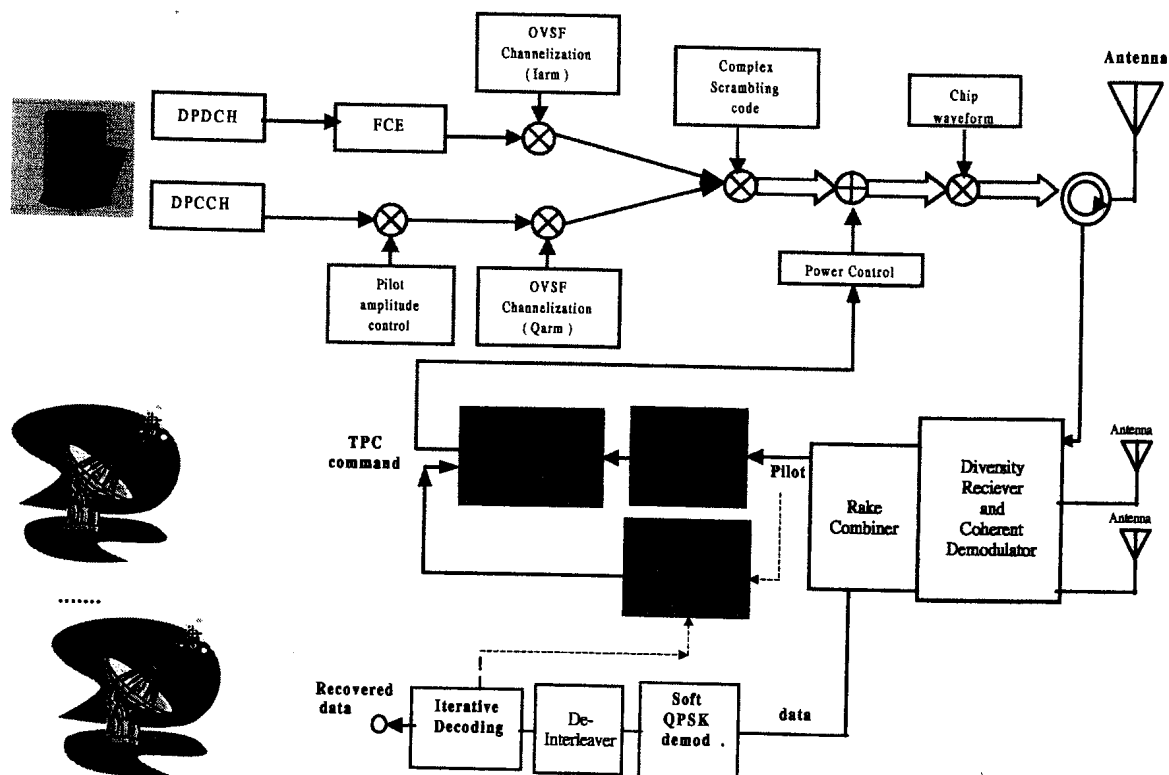 OVSF
Channelization
( Iarm )
Complex
Scrambling
code
Chip
waveform
Antenna
DPDCH
FCE
DPCCH
Pilot
amplitude
control
OVSF
Channelization
( Qarm )
Power Control
TPC
command
Pilot
Rake
Combiner
Diversity
Reciever
and
Coherent
Demodulator
Antenna
Antenna
.......
Recovered
data
Iterative
Decoding
De-
Interleaver
Soft
QPSK
demod .
data